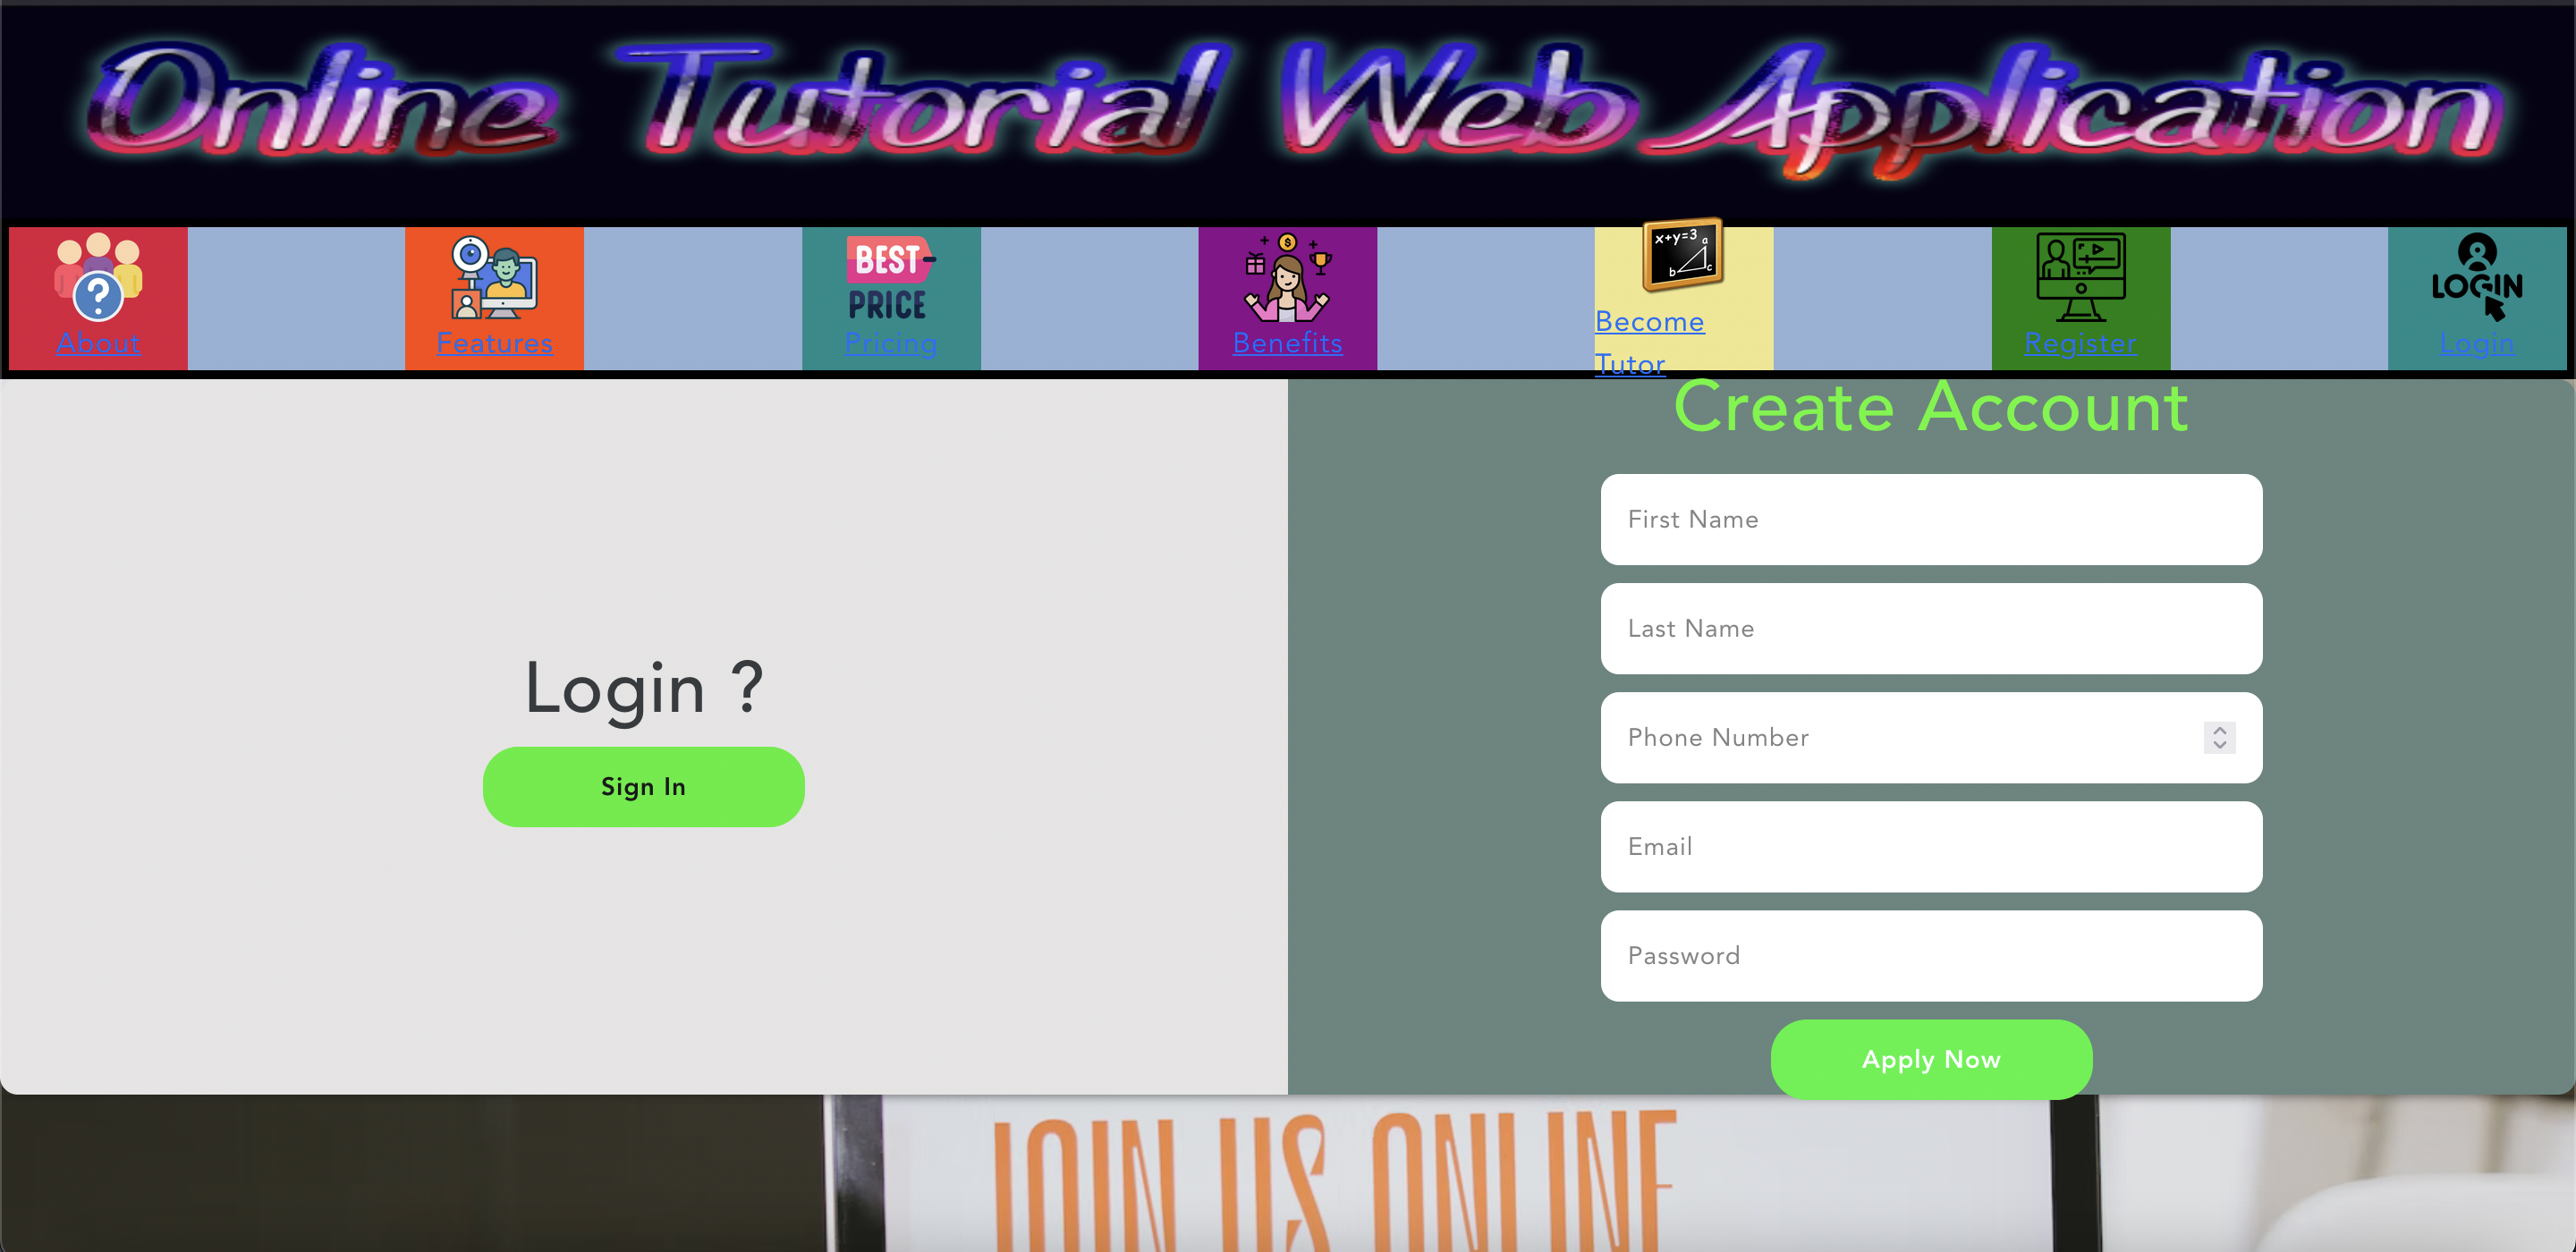 Online Tutorial Web Application
BEST
PRICE
x+y=3
a
b
c
LOGIN
About
Features
Pricing
Benefits
Become
Tutor
Register
Login
Create Account
First Name
Last Name
Phone Number
Email
Password
Apply Now
Login ?
Sign In
JOIN US ONLINE